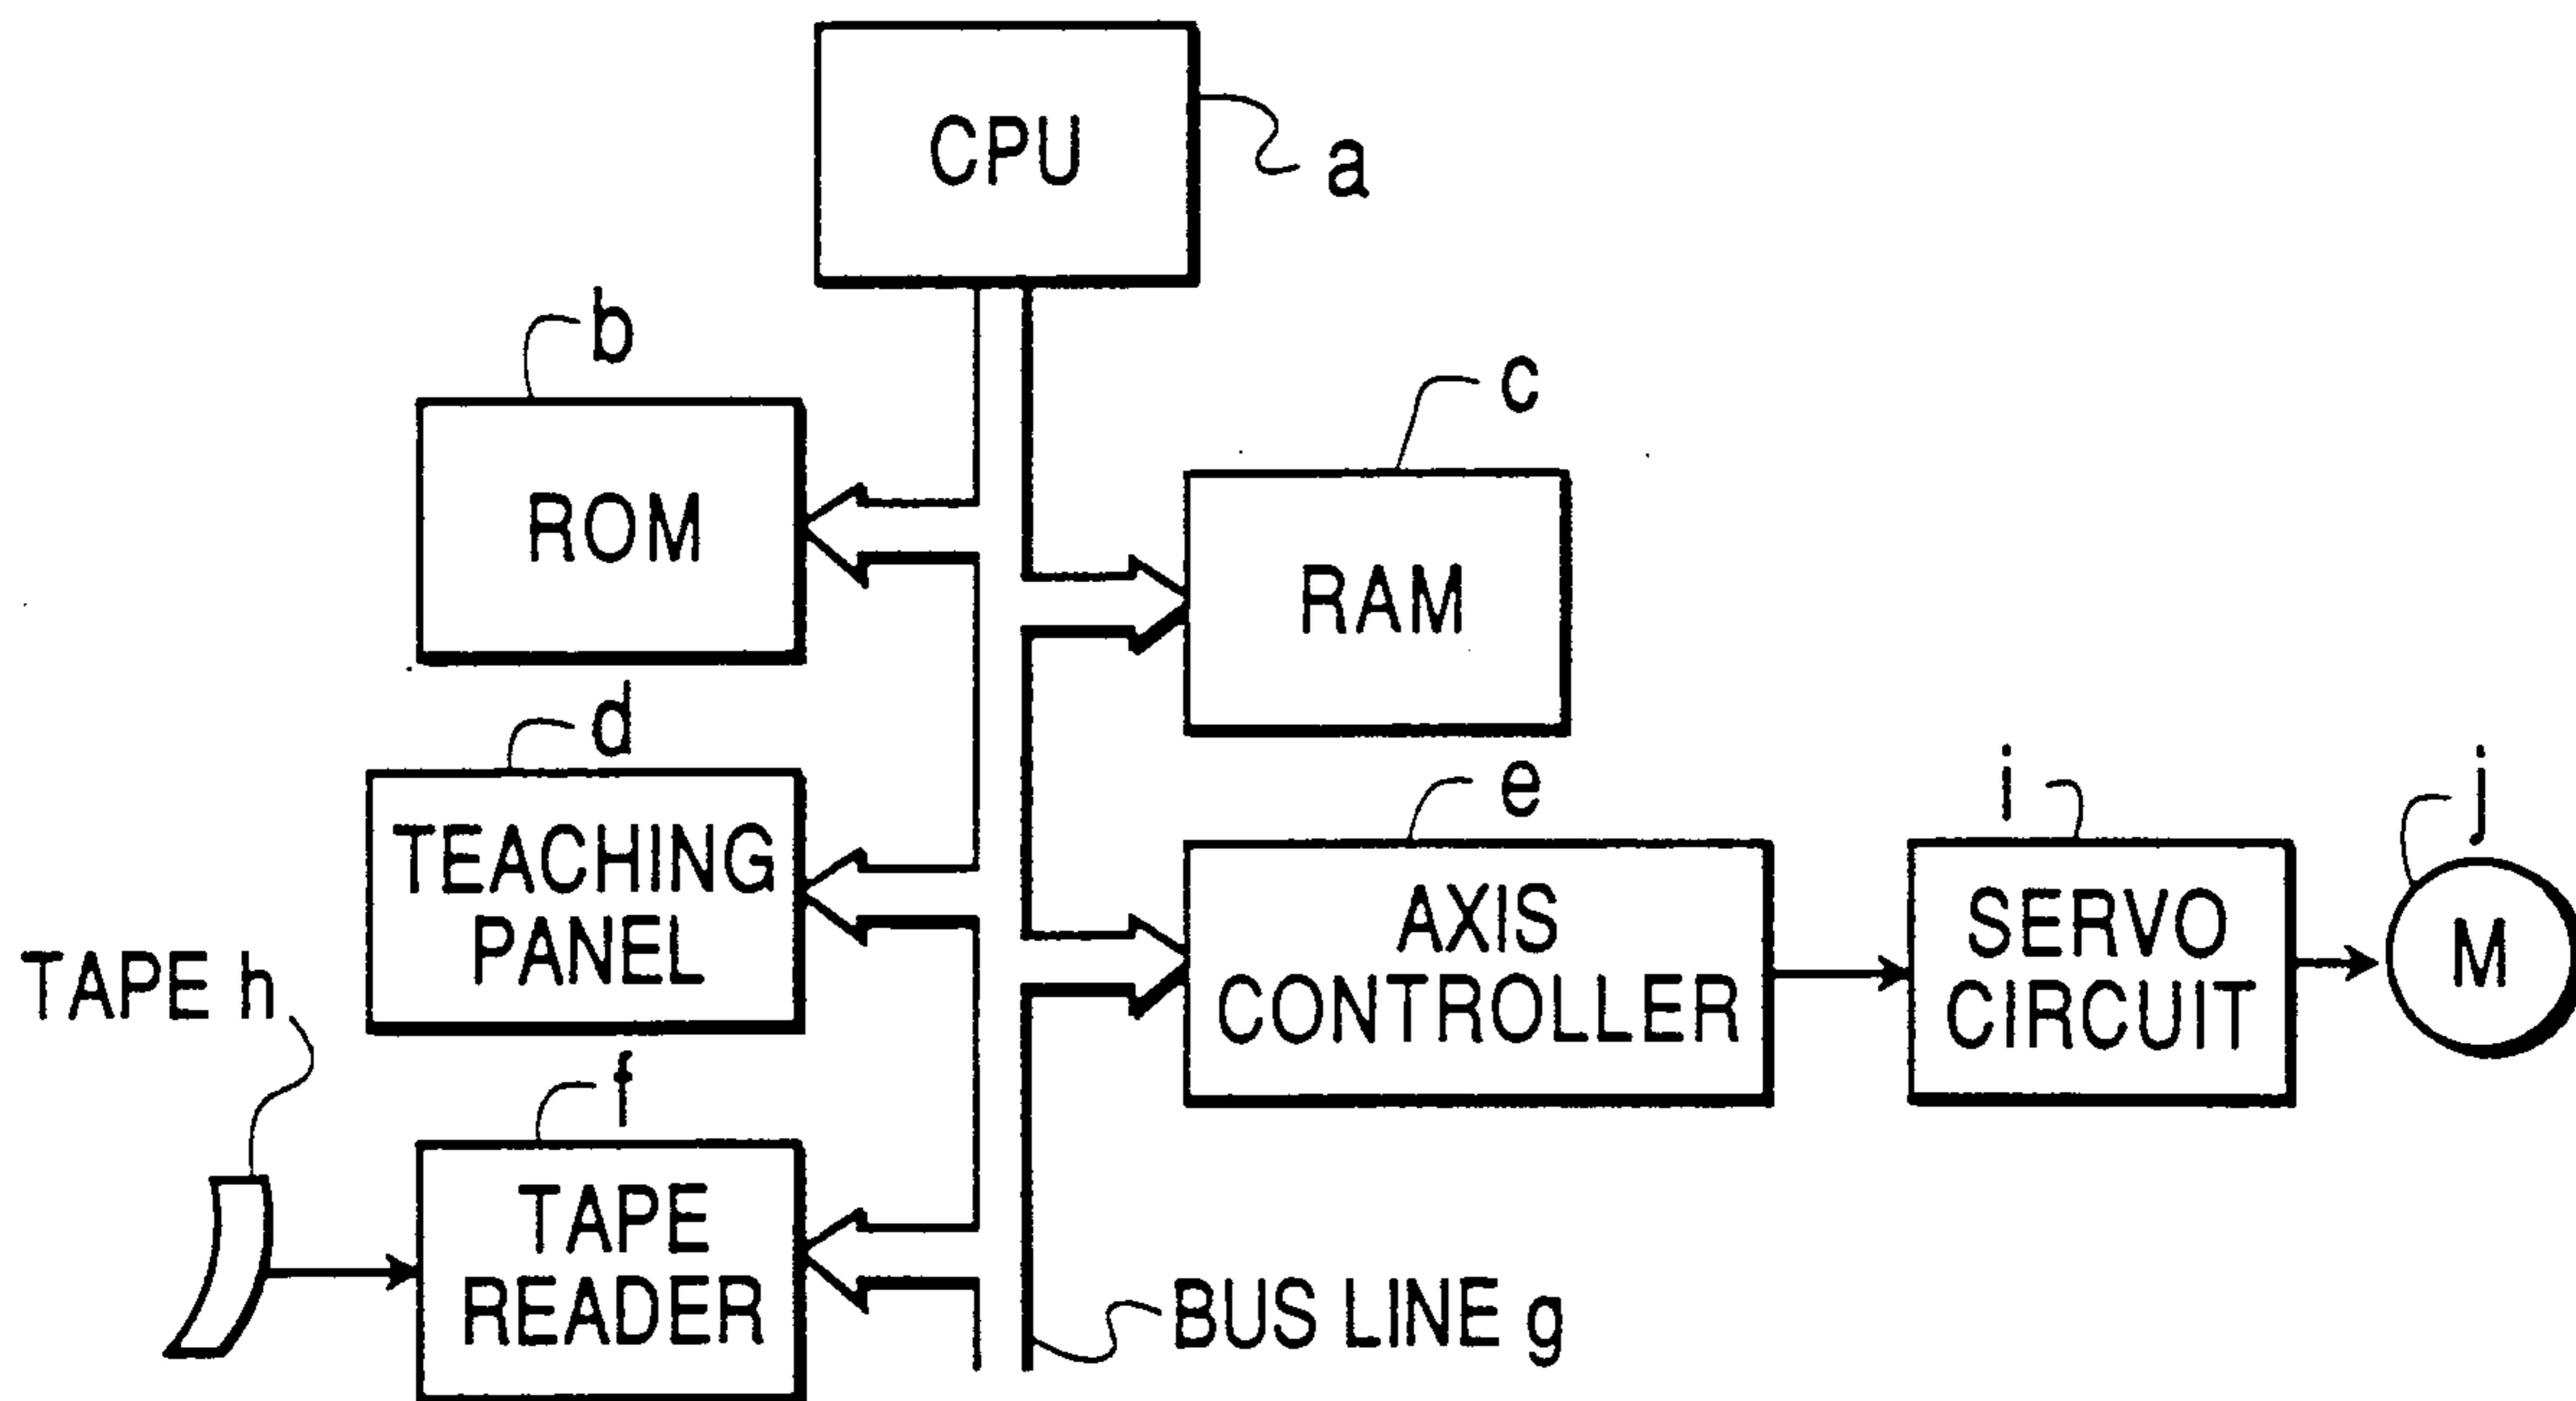 CPU
a
b
ROM
c
RAM
d
TEACHING
PANEL
e
AXIS
CONTROLLER
i
SERVO
CIRCUIT
j
M
TAPE h
f
TAPE
READER
BUS LINE g